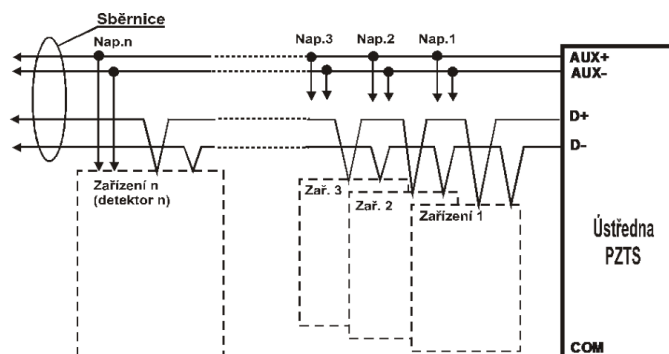 Sběrnice
Nap.n
Nap.3
Nap.2
Nap.1
AUX+
AUX-
D+
D-
Zařízení n
(detektor n)
Zař. 3
Zař. 2
Zařízení 1
Ústředna
PZTS
COM